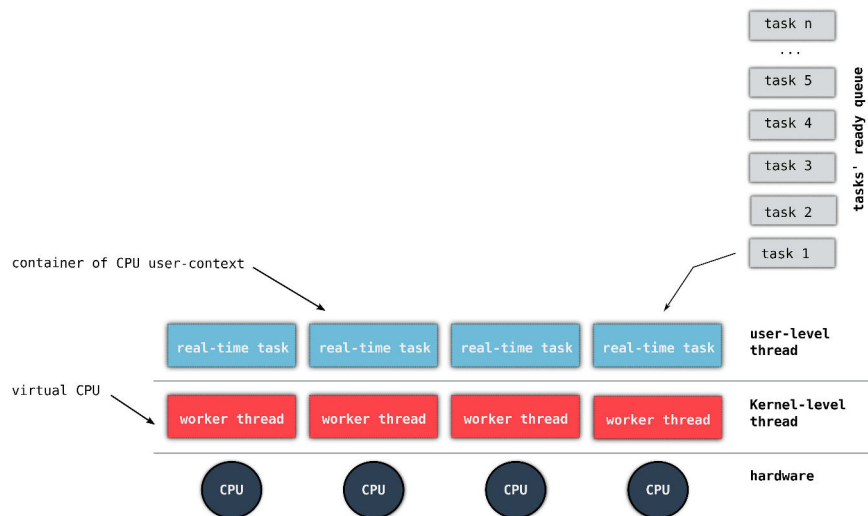 task n
...
task 5
task 4
task 3
task 2
task 1
tasks' ready queue
container of CPU user-context
real-time task
real-time task
real-time task
real-time task
user-level
thread
virtual CPU
worker thread
worker thread
worker thread
worker thread
Kernel-level
thread
CPU
CPU
CPU
CPU
hardware